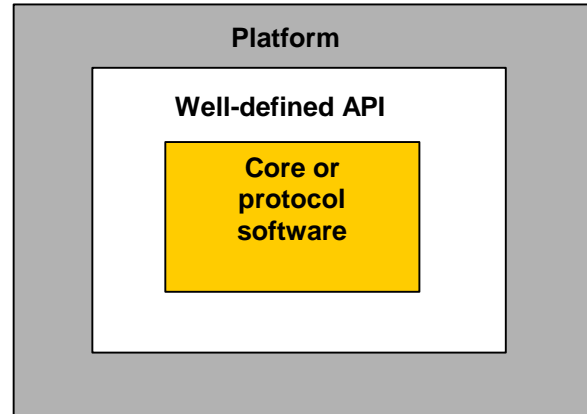 Platform
Well-defined API
Core or
protocol
software